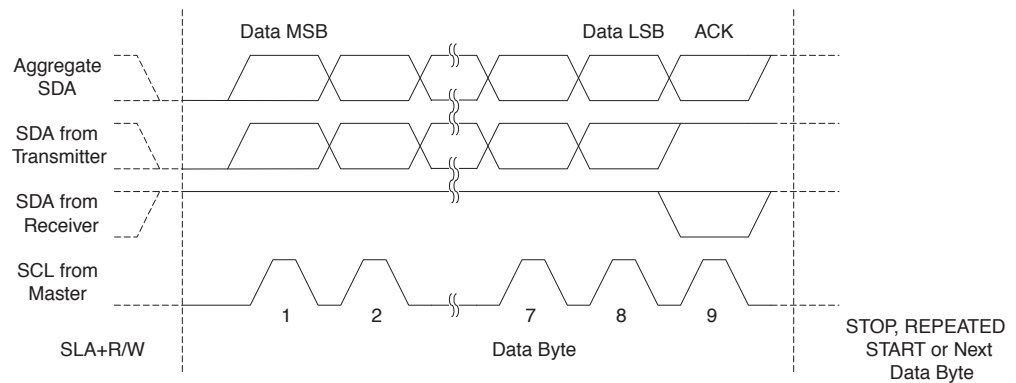 Data MSB
Data LSB
ACK
Aggregate
SDA
SDA from
Transmitter
SDA from
Receiver
SCL from
Master
1
2
7
8
9
SLA+R/W
Data Byte
STOP, REPEATED
START or Next
Data Byte